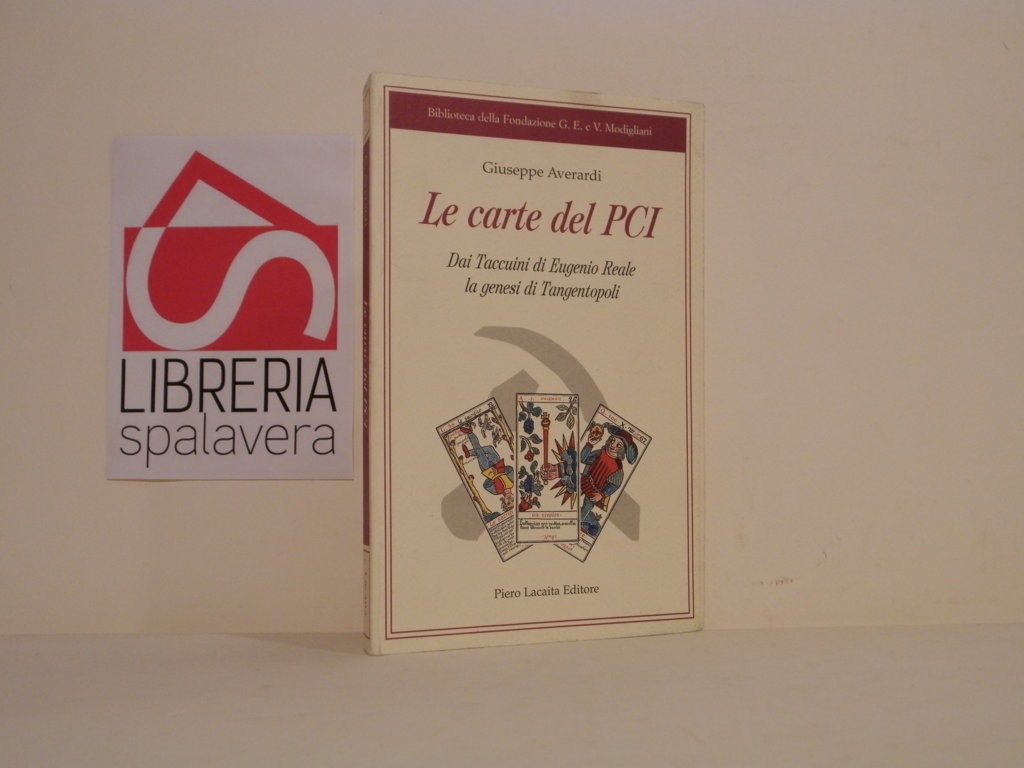 LIBRERIA
spalavera
Biblioteca della Fondazione G. E. e V. Modigliani
Giuseppe Averardi
Le carte del PCI
Dai Taccuini di Eugenio Reale
la genesi di Tangentopoli
Piero Lacaita Editore